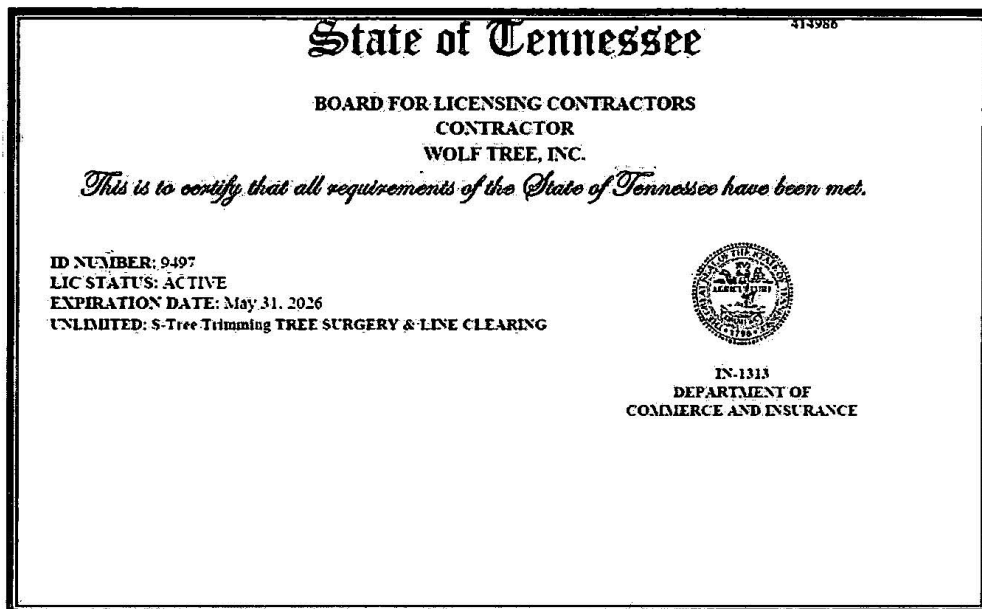 State of Tennessee
414986
BOARD FOR LICENSING CONTRACTORS
CONTRACTOR
WOLF TREE, INC.
This is to certify that all requirements of the State of Tennessee have been met.
ID NUMBER: 9497
LIC STATUS: ACTIVE
EXPIRATION DATE: May 31, 2026
UNLIMITED: S-Tree Trimming TREE SURGERY & LINE CLEARING
AGRICULTURE
1796
IN-1313
DEPARTMENT OF
COMMERCE AND INSURANCE